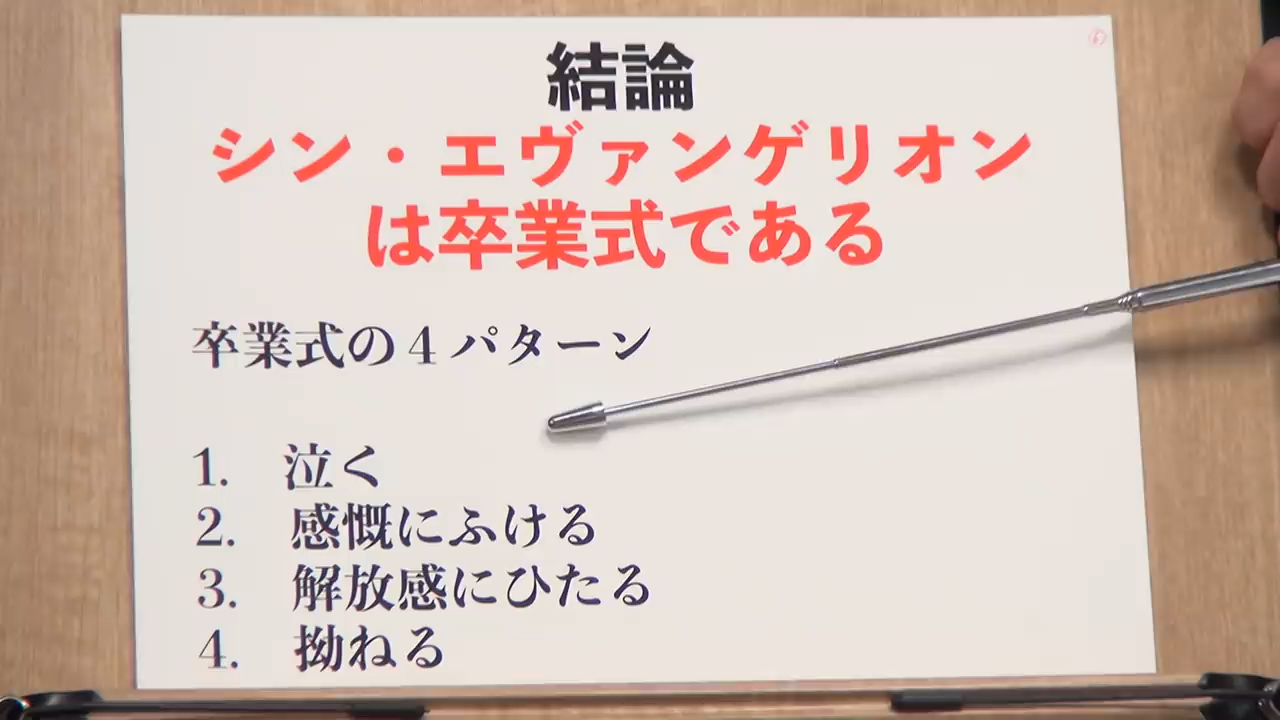 結論
シン・エヴァンゲリオン
は卒業式である
卒業式の４パターン
1.　泣く
2.　感慨にふける
3.　解放感にひたる
4.　拗ねる